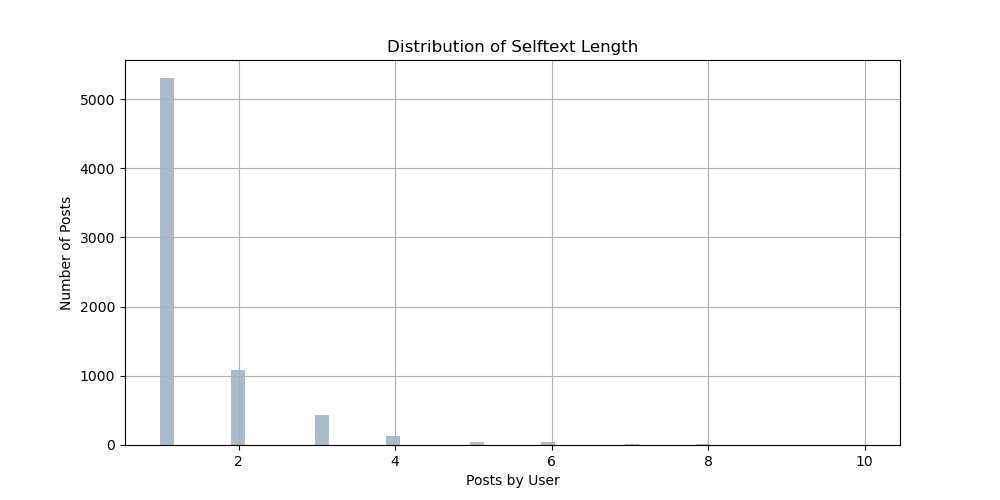 Distribution of Selftext Length
5000
4000
3000
2000
1000
0
Number of Posts
2 4 6 8 10
Posts by User